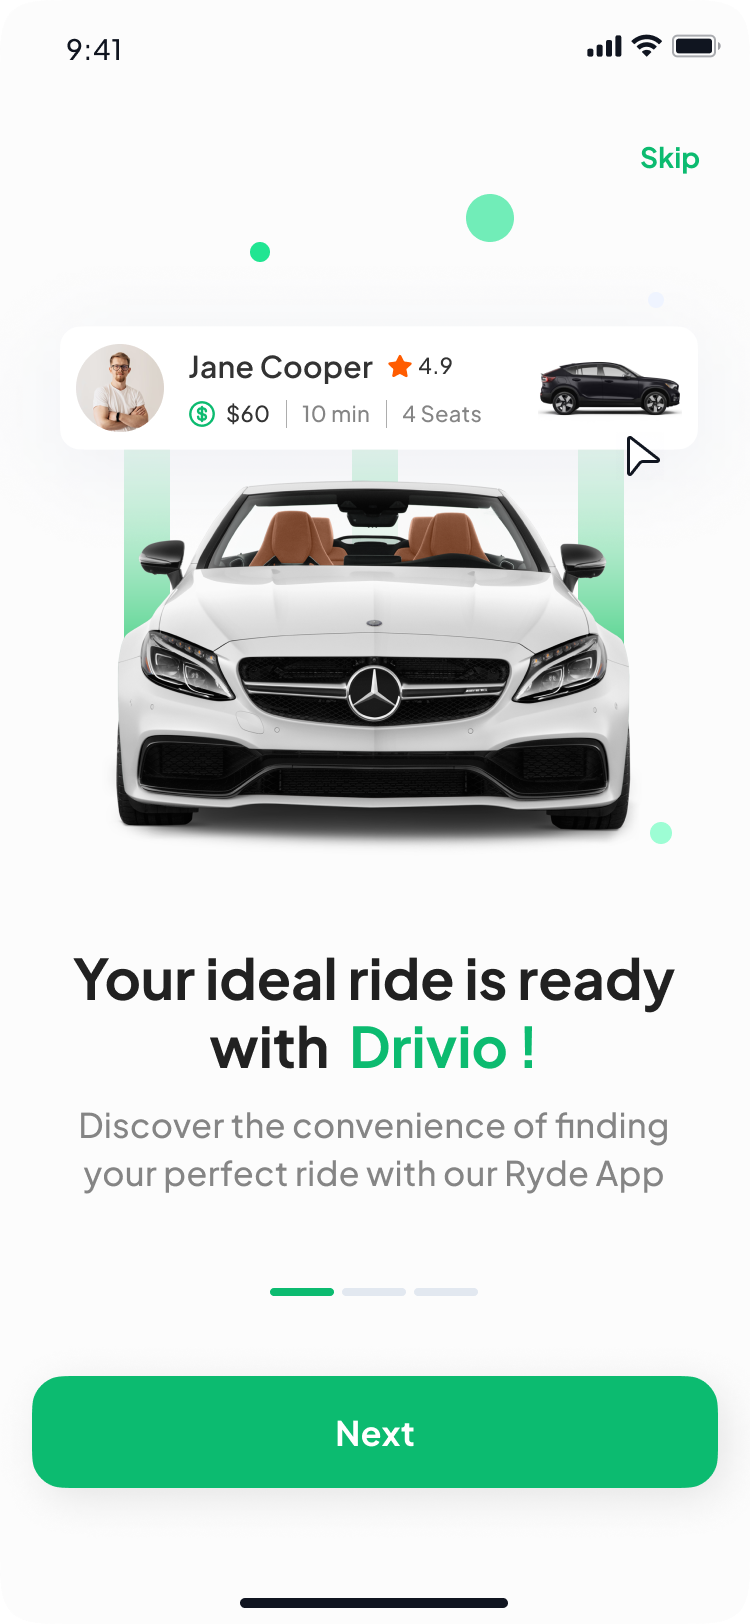 9:41
Skip
Jane Cooper 4.9
$60 10 min 4 Seats
Your ideal ride is ready
with Drivio !
Discover the convenience of finding
your perfect ride with our Ryde App
Next